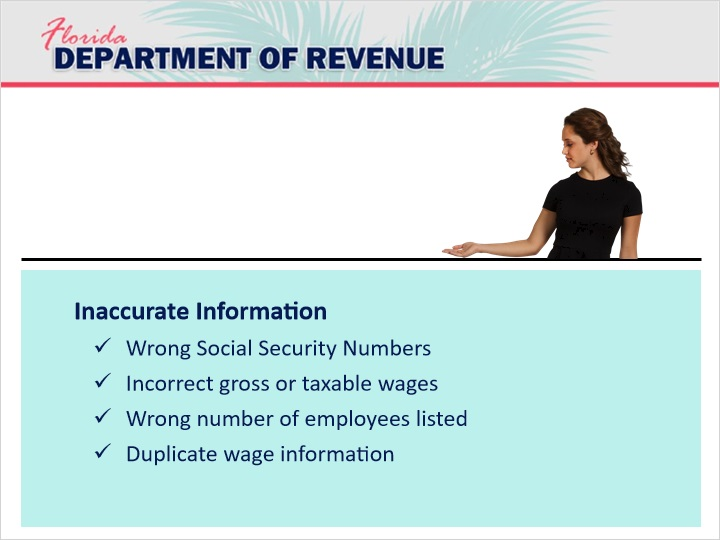 Florida
DEPARTMENT OF REVENUE
Inaccurate Information
✓ Wrong Social Security Numbers
✓ Incorrect gross or taxable wages
✓ Wrong number of employees listed
✓ Duplicate wage information